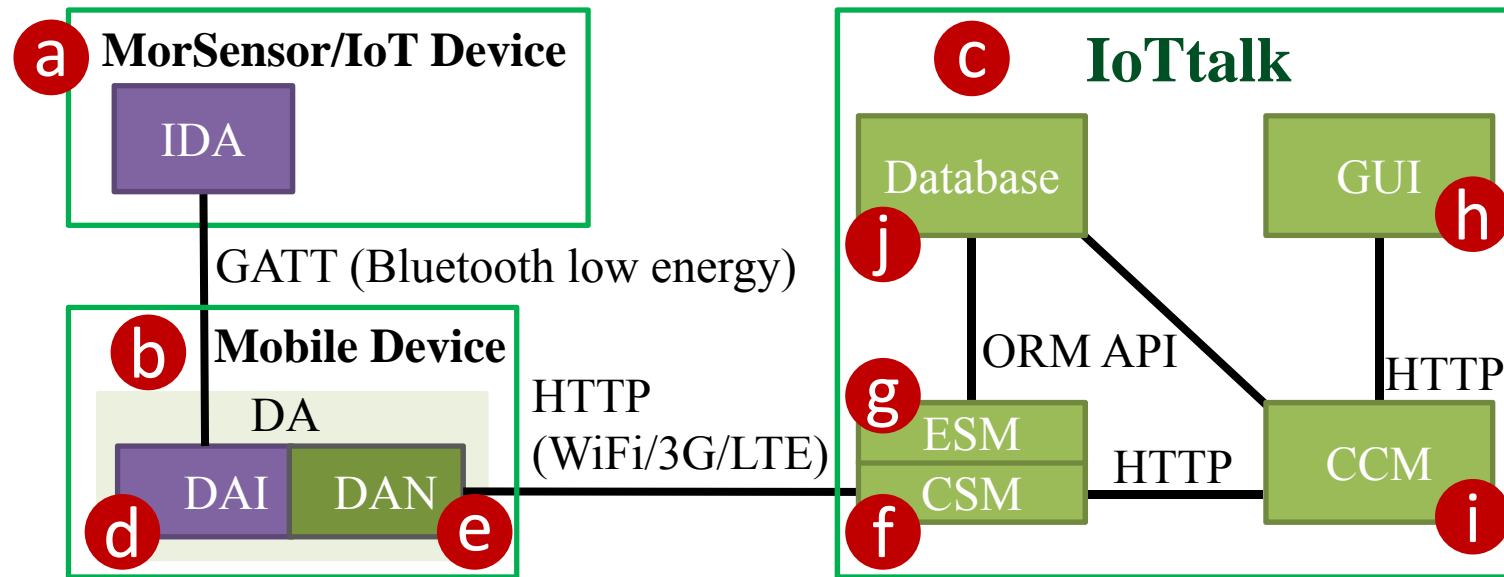 a
MorSensor/IoT Device
IDA
GATT (Bluetooth low energy)
b
Mobile Device
DA
DAI
DAN
d
e
HTTP
(WiFi/3G/LTE)
c
IoTtalk
Database
j
GUI
h
ORM API
HTTP
g
ESM
CSM
f
HTTP
CCM
i